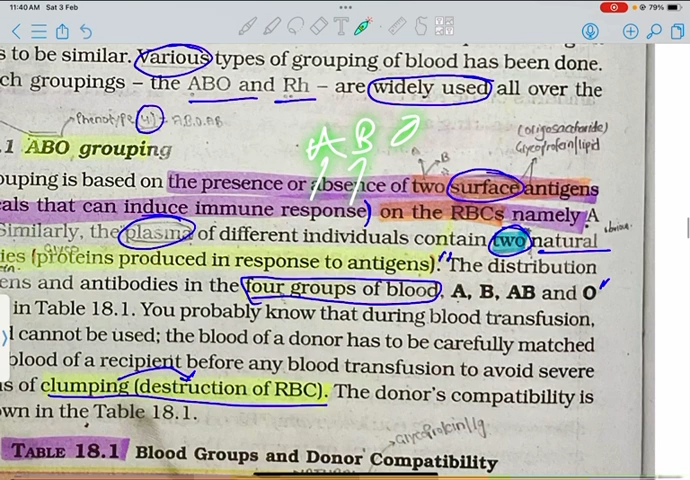 11:40 AM Sat 3 Feb
79%
s to be similar. Various types of grouping of blood has been done.
ch groupings – the ABO and Rh – are widely used all over the
Phenotype (4) = A,B,O,AB
A B O
(oligosaccharide)
Glycoprotein/lipid
A B
.1 ABO grouping
ouping is based on the presence or absence of two surface antigens
als that can induce immune response) on the RBCs namely A
Similarly, the plasma of different individuals contain two natural
ies (proteins produced in response to antigens). The distribution
ens and antibodies in the four groups of blood, A, B, AB and O
in Table 18.1. You probably know that during blood transfusion,
d cannot be used; the blood of a donor has to be carefully matched
blood of a recipient before any blood transfusion to avoid severe
s of clumping (destruction of RBC). The donor's compatibility is
own in the Table 18.1.
TABLE 18.1 Blood Groups and Donor Compatibility